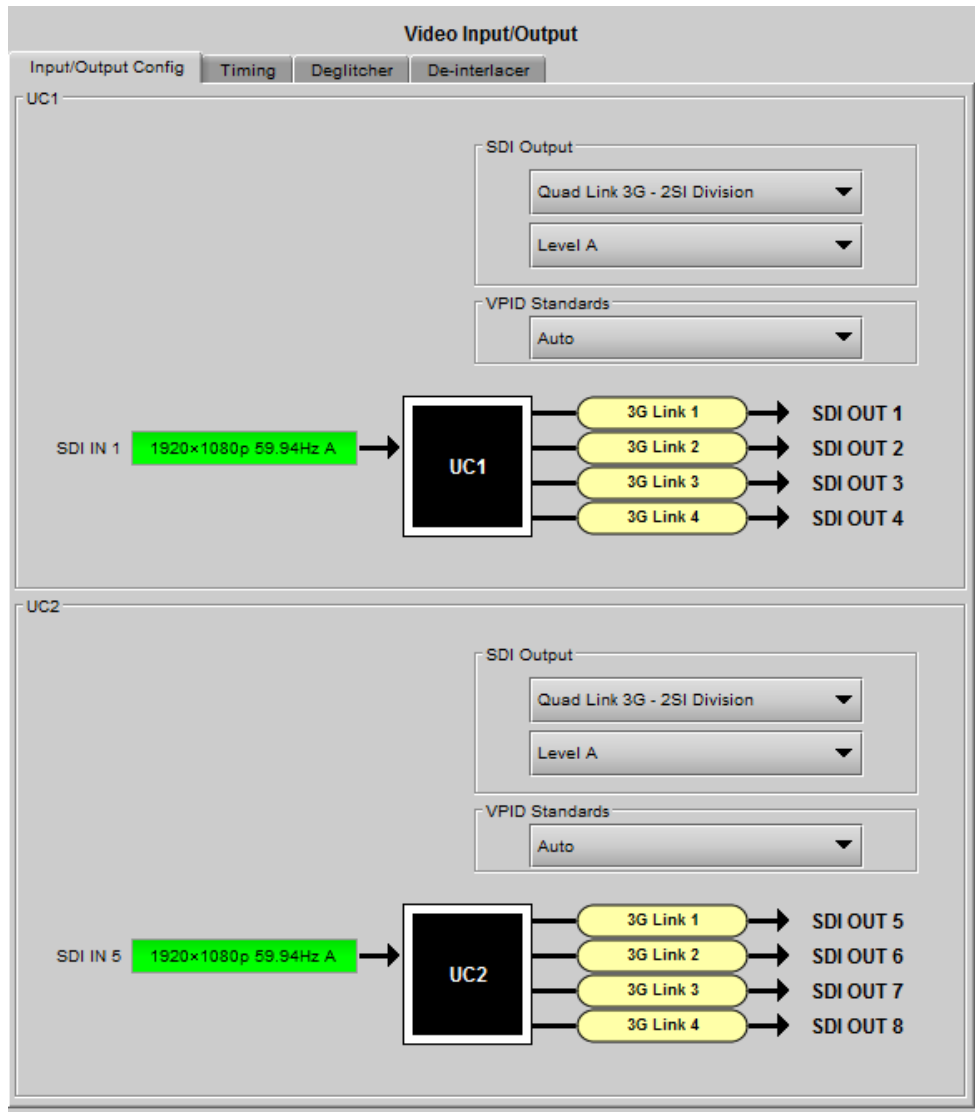 Video Input/Output
Input/Output Config Timing Deglitcher De-interlacer
UC1
SDI Output
Quad Link 3G - 2SI Division
Level A
VPID Standards
Auto
3G Link 1 SDI OUT 1
SDI IN 1 1920×1080p 59.94Hz A UC1 3G Link 2 SDI OUT 2
3G Link 3 SDI OUT 3
3G Link 4 SDI OUT 4
UC2
SDI Output
Quad Link 3G - 2SI Division
Level A
VPID Standards
Auto
3G Link 1 SDI OUT 5
SDI IN 5 1920×1080p 59.94Hz A UC2 3G Link 2 SDI OUT 6
3G Link 3 SDI OUT 7
3G Link 4 SDI OUT 8